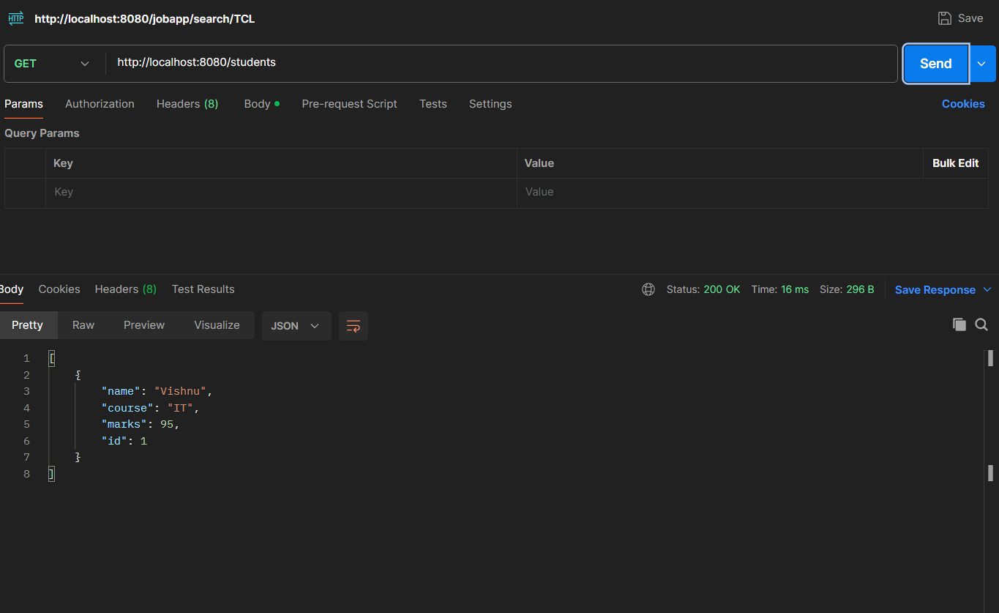 HTTP http://localhost:8080/jobapp/search/TCL Save
GET http://localhost:8080/students Send
Params Authorization Headers (8) Body Pre-request Script Tests Settings Cookies
Query Params
Key Value Bulk Edit
Key Value
Body Cookies Headers (8) Test Results Status: 200 OK Time: 16 ms Size: 296 B Save Response
Pretty Raw Preview Visualize JSON
1 [
2 {
3 "name": "Vishnu",
4 "course": "IT",
5 "marks": 95,
6 "id": 1
7 }
8 ]